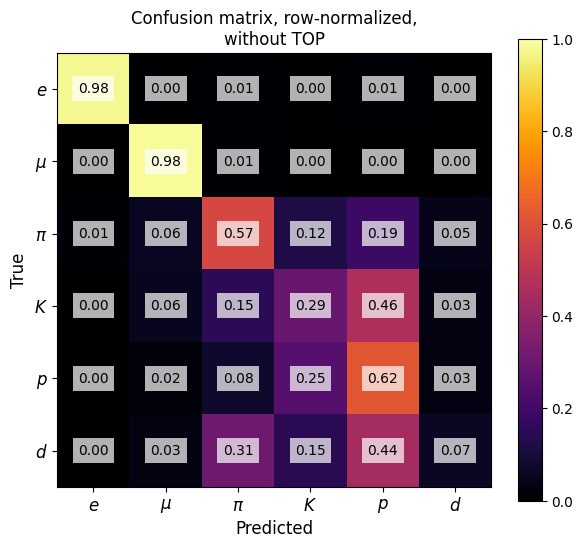 Confusion matrix, row-normalized,
without TOP
True
e 0.98 0.00 0.01 0.00 0.01 0.00
μ 0.00 0.98 0.01 0.00 0.00 0.00
π 0.01 0.06 0.57 0.12 0.19 0.05
K 0.00 0.06 0.15 0.29 0.46 0.03
p 0.00 0.02 0.08 0.25 0.62 0.03
d 0.00 0.03 0.31 0.15 0.44 0.07
e μ π K p d
Predicted
1.0
0.8
0.6
0.4
0.2
0.0